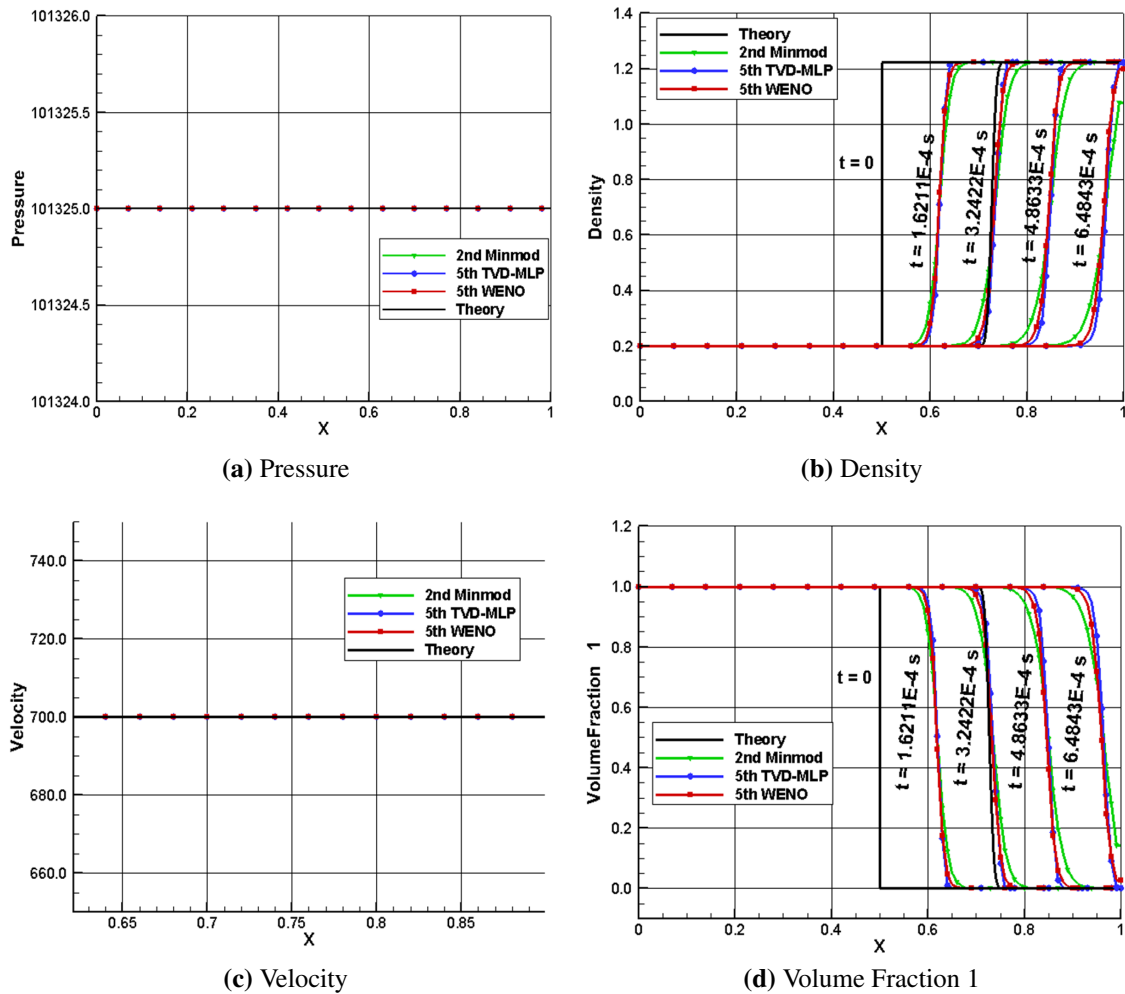 101326.0
101325.5
101325.0
101324.5
101324.0
Pressure
2nd Minmod
5th TVD-MLP
5th WENO
Theory
0 0.2 0.4 0.6 0.8 1
X
(a) Pressure
1.4
1.2
1.0
0.8
0.6
0.4
0.2
0.0
Density
Theory
2nd Minmod
5th TVD-MLP
5th WENO
t = 0
t = 1.6211E-4 s
t = 3.2422E-4 s
t = 4.8633E-4 s
t = 6.4843E-4 s
0 0.2 0.4 0.6 0.8 1
X
(b) Density
740.0
720.0
700.0
680.0
660.0
Velocity
2nd Minmod
5th TVD-MLP
5th WENO
Theory
0.65 0.7 0.75 0.8 0.85
X
(c) Velocity
1.2
1.0
0.8
0.6
0.4
0.2
0.0
VolumeFraction 1
t = 0
t = 1.6211E-4 s
t = 3.2422E-4 s
t = 4.8633E-4 s
t = 6.4843E-4 s
Theory
2nd Minmod
5th TVD-MLP
5th WENO
0 0.2 0.4 0.6 0.8 1
X
(d) Volume Fraction 1